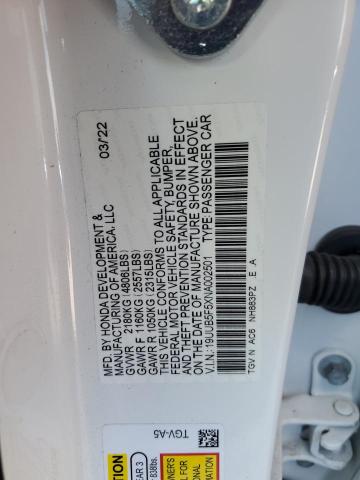 MFD. BY HONDA DEVELOPMENT &
MANUFACTURING OF AMERICA, LLC
03/'22
GVWR 2180KG (4806LBS)
GAWR F 1160KG (2557LBS)
GAWR R 1050KG (2315LBS)
THIS VEHICLE CONFORMS TO ALL APPLICABLE
FEDERAL MOTOR VEHICLE SAFETY, BUMPER,
AND THEFT PREVENTION STANDARDS IN EFFECT
ON THE DATE OF MANUFACTURE SHOWN ABOVE.
V.I.N.: 19UUB5F5XNA002501
TYPE:PASSENGER CAR
TGV N AC6 NH883PZ E A
TGV-A5